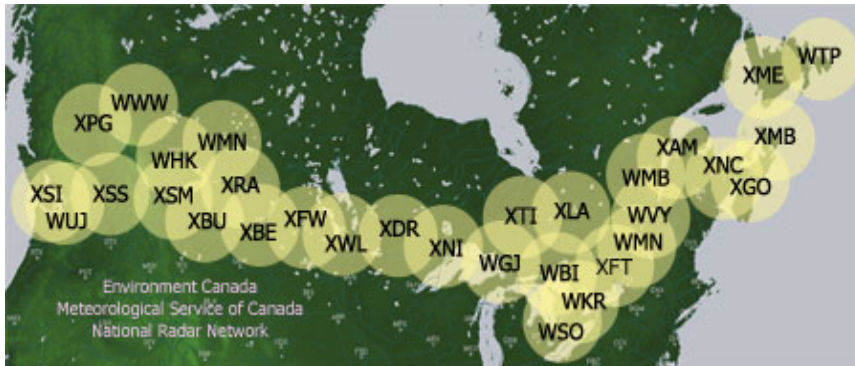 WTP
XME
WWW
XPG
WMN
XMB
WHK
XAM
XNC
WMB
XRA
XGO
XSI
XSS
XSM
WUJ
XBU
XFW
XTI
XLA
WVY
XBE
XWL
XDR
XNI
WMN
WGJ
WBI
XFT
WKR
WSO
Environment Canada
Meteorological Service of Canada
National Radar Network